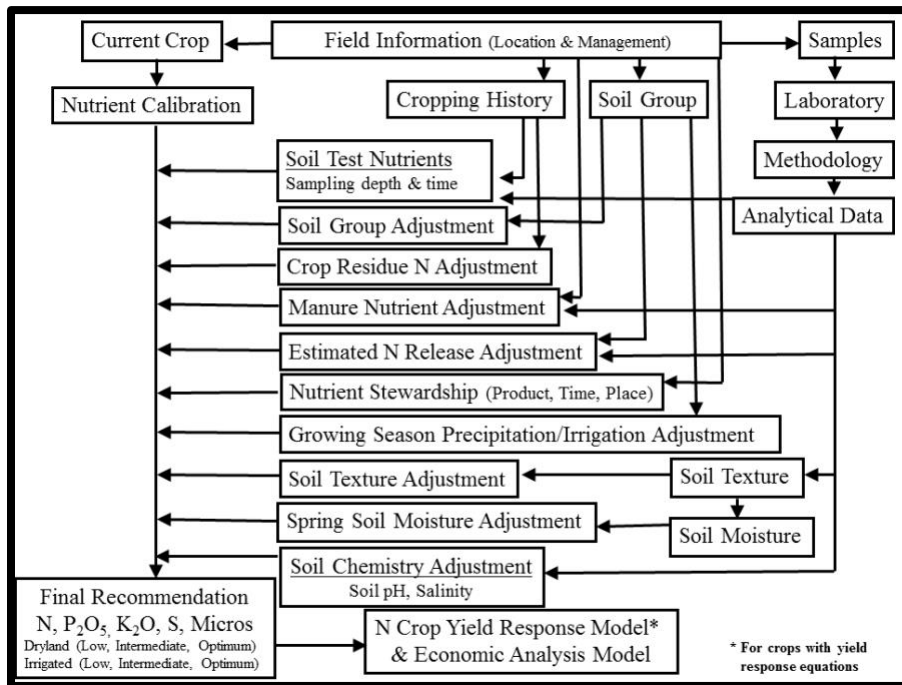 Current Crop
Field Information (Location & Management)
Samples
Nutrient Calibration
Cropping History
Soil Group
Laboratory
Methodology
Analytical Data
Soil Test Nutrients
Sampling depth & time
Soil Group Adjustment
Crop Residue N Adjustment
Manure Nutrient Adjustment
Estimated N Release Adjustment
Nutrient Stewardship (Product, Time, Place)
Growing Season Precipitation/Irrigation Adjustment
Soil Texture Adjustment
Soil Texture
Spring Soil Moisture Adjustment
Soil Moisture
Soil Chemistry Adjustment
Soil pH, Salinity
Final Recommendation
N, P₂O₅, K₂O, S, Micros
Dryland (Low, Intermediate, Optimum)
Irrigated (Low, Intermediate, Optimum)
N Crop Yield Response Model*
& Economic Analysis Model
* For crops with yield
response equations